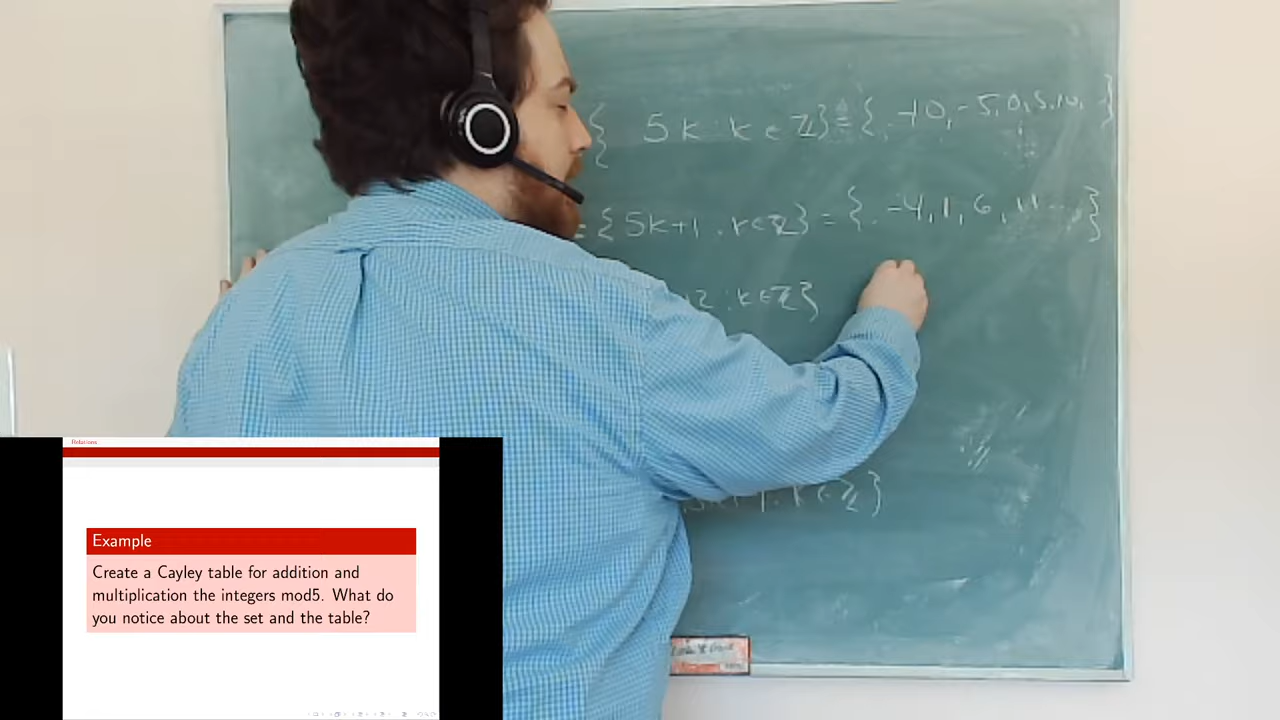 { 5k : k ∈ ℤ} = {. -10, -5, 0, 5, 10, }
= {5k+1 . k∈ℤ} = {. -4, 1, 6, 11 ..., }
+2 : k∈ℤ}
k ∈ ℤ }
Relations
Example
Create a Cayley table for addition and
multiplication the integers mod5. What do
you notice about the set and the table?